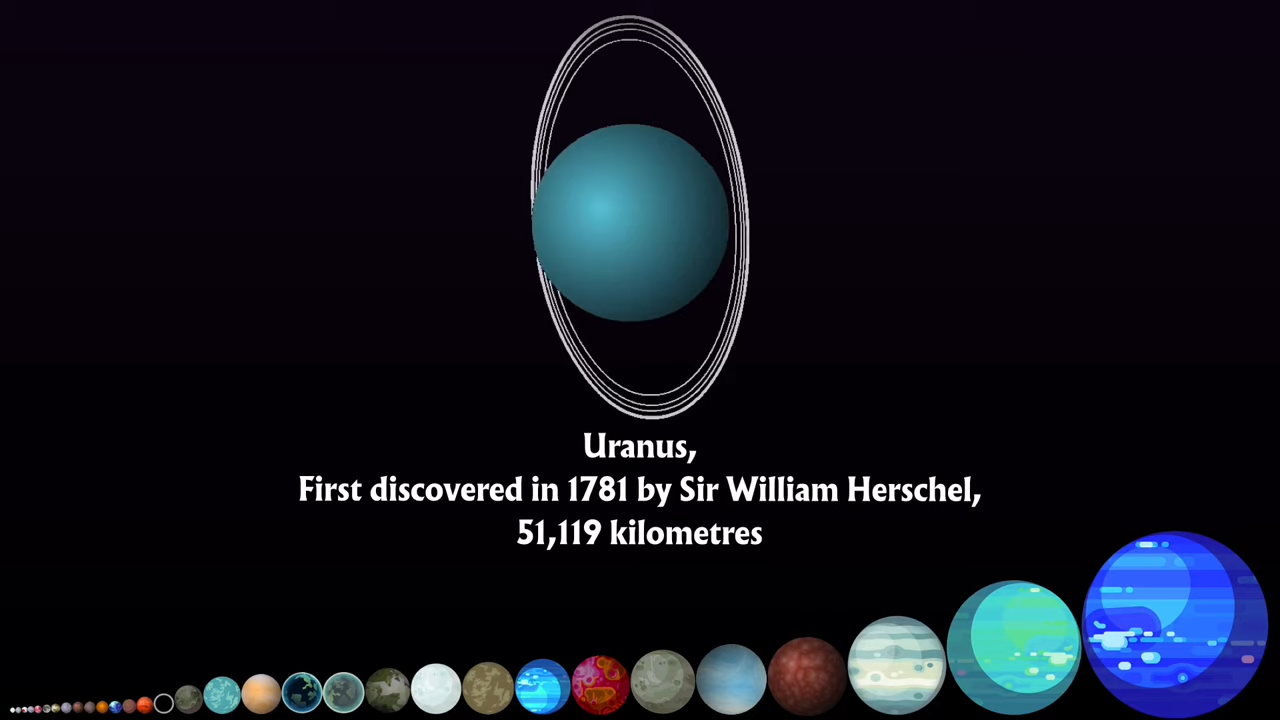 Uranus,
First discovered in 1781 by Sir William Herschel,
51,119 kilometres